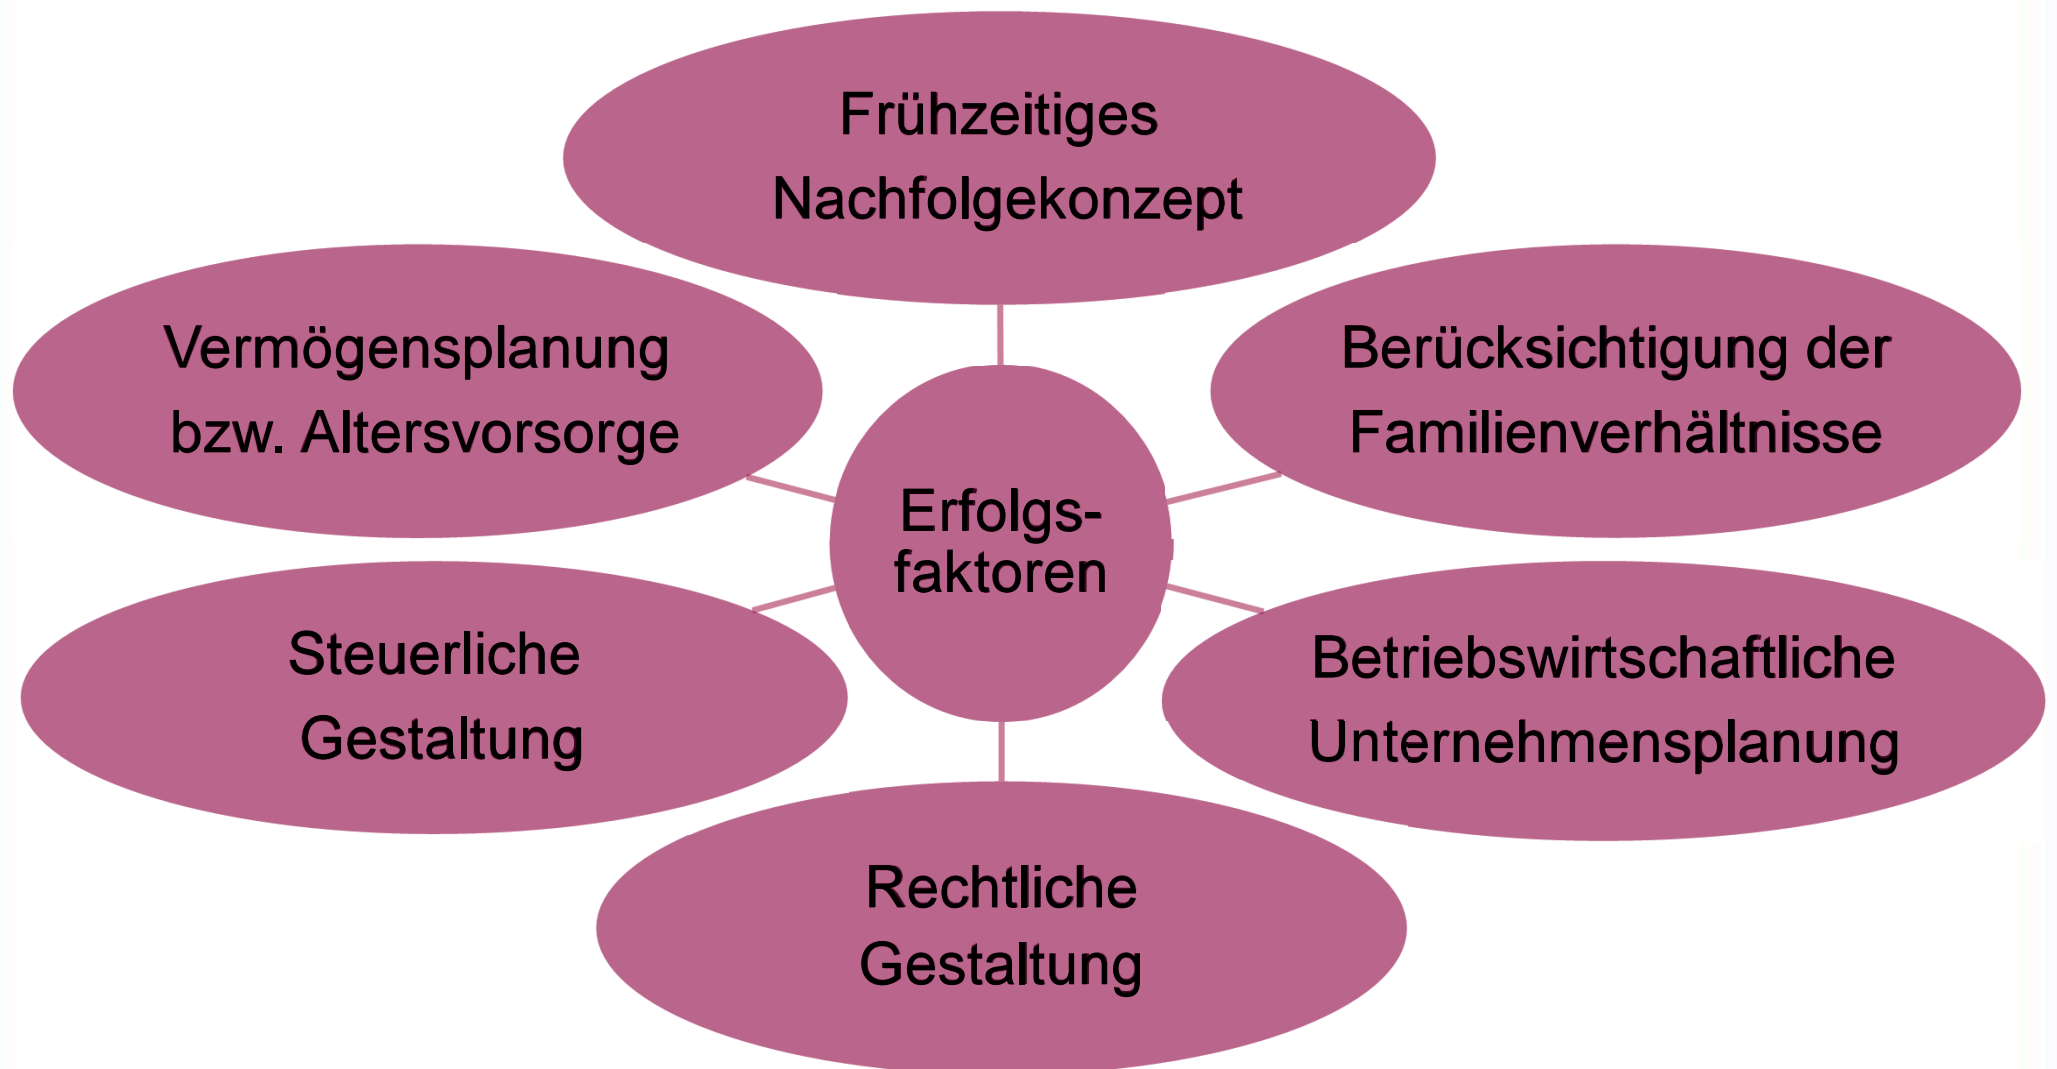 Frühzeitiges
Nachfolgekonzept
Vermögensplanung
bzw. Altersvorsorge
Berücksichtigung der
Familienverhältnisse
Erfolgs-
faktoren
Steuerliche
Gestaltung
Betriebswirtschaftliche
Unternehmensplanung
Rechtliche
Gestaltung